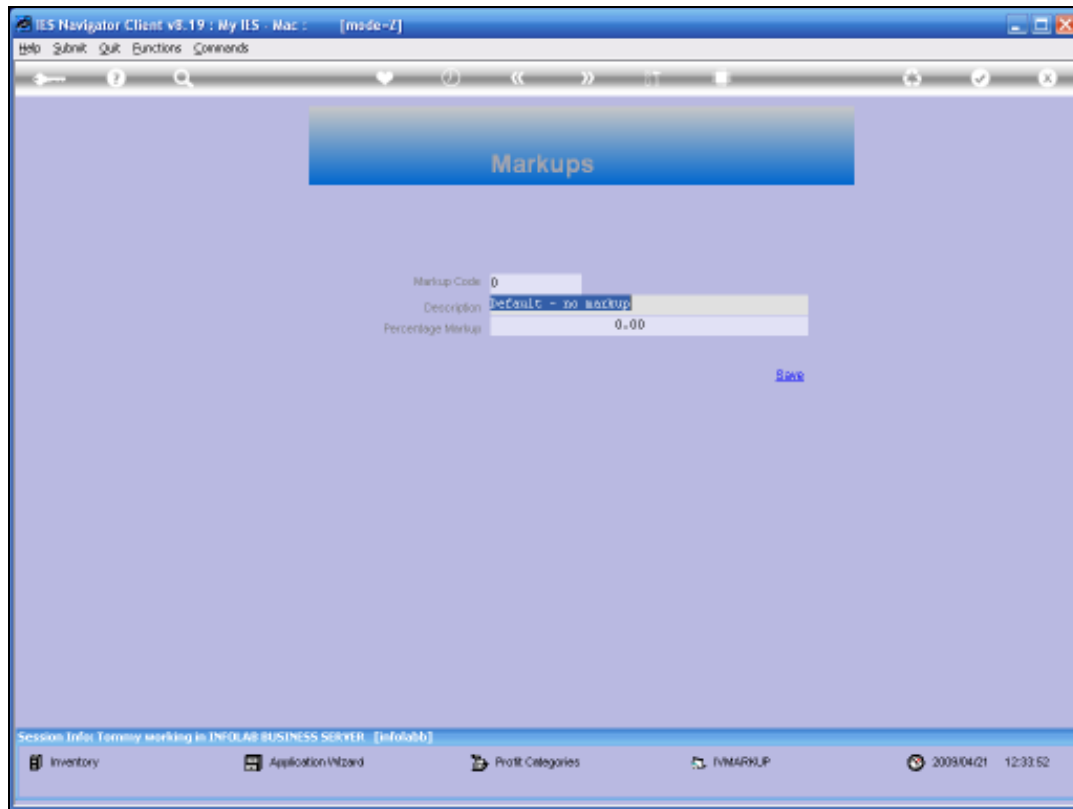 IES Navigator Client v8.19 : My IES - Mac : [mode=Z]
Help Submit Quit Functions Commands
Markups
Markup Code 0
Description Default - no markup
Percentage Markup 0.00
Save
Session Info: Tommy working in INFOLAB BUSINESS SERVER [infolabb]
Inventory Application Wizard Profit Categories IVMARKUP 2009/04/21 12:33:52